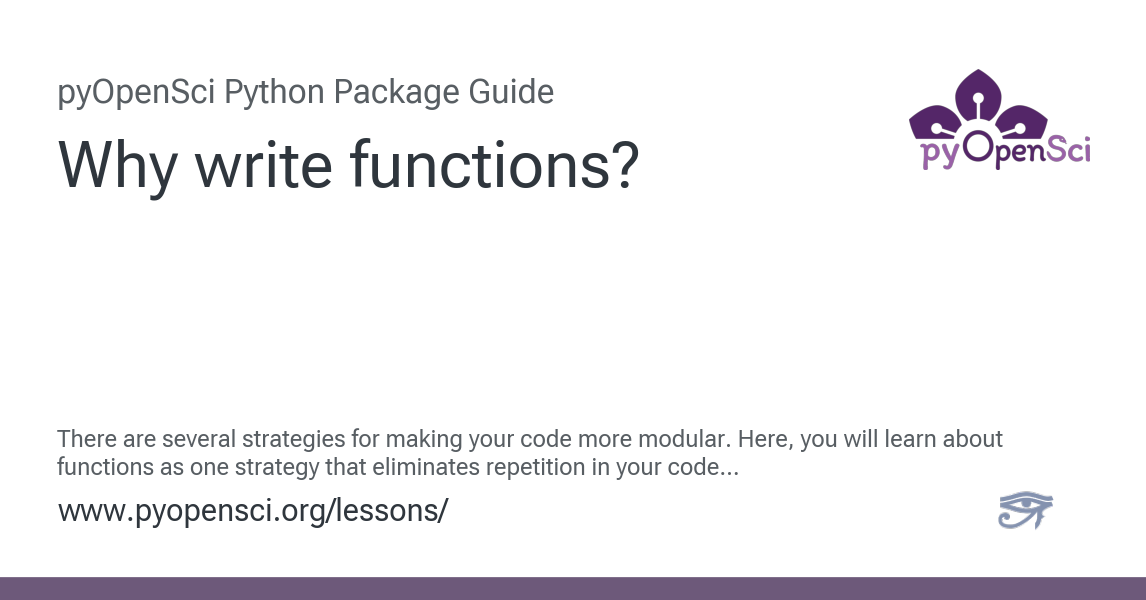 pyOpenSci Python Package Guide
Why write functions?
pyOpenSci
There are several strategies for making your code more modular. Here, you will learn about
functions as one strategy that eliminates repetition in your code...
www.pyopensci.org/lessons/